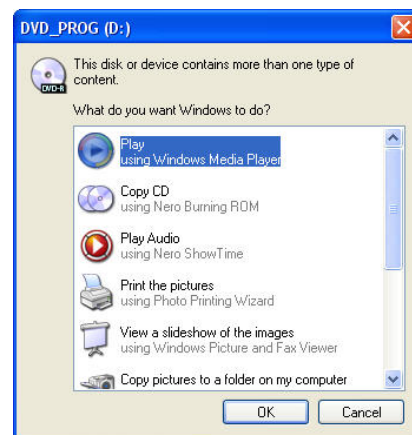 DVD_PROG (D:)
This disk or device contains more than one type of
content.
DVD-R
What do you want Windows to do?
Play
using Windows Media Player
Copy CD
using Nero Burning ROM
Play Audio
using Nero ShowTime
Print the pictures
using Photo Printing Wizard
View a slideshow of the images
using Windows Picture and Fax Viewer
Copy pictures to a folder on my computer
OK
Cancel